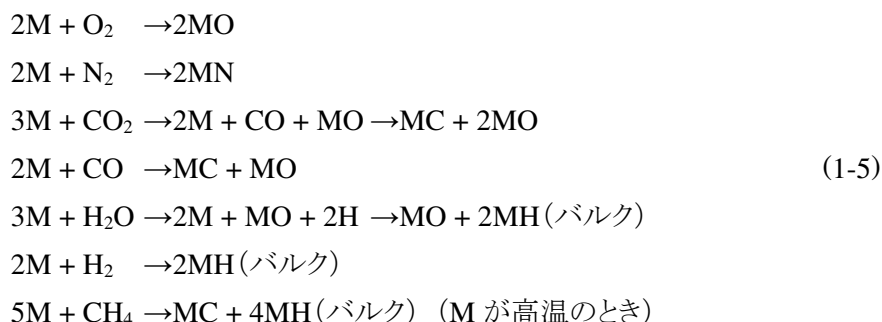 2M + O₂ →2MO
2M + N₂ →2MN
3M + CO₂ →2M + CO + MO →MC + 2MO
2M + CO →MC + MO (1-5)
3M + H₂O →2M + MO + 2H →MO + 2MH(バルク)
2M + H₂ →2MH(バルク)
5M + CH₄ →MC + 4MH(バルク) (M が高温のとき)